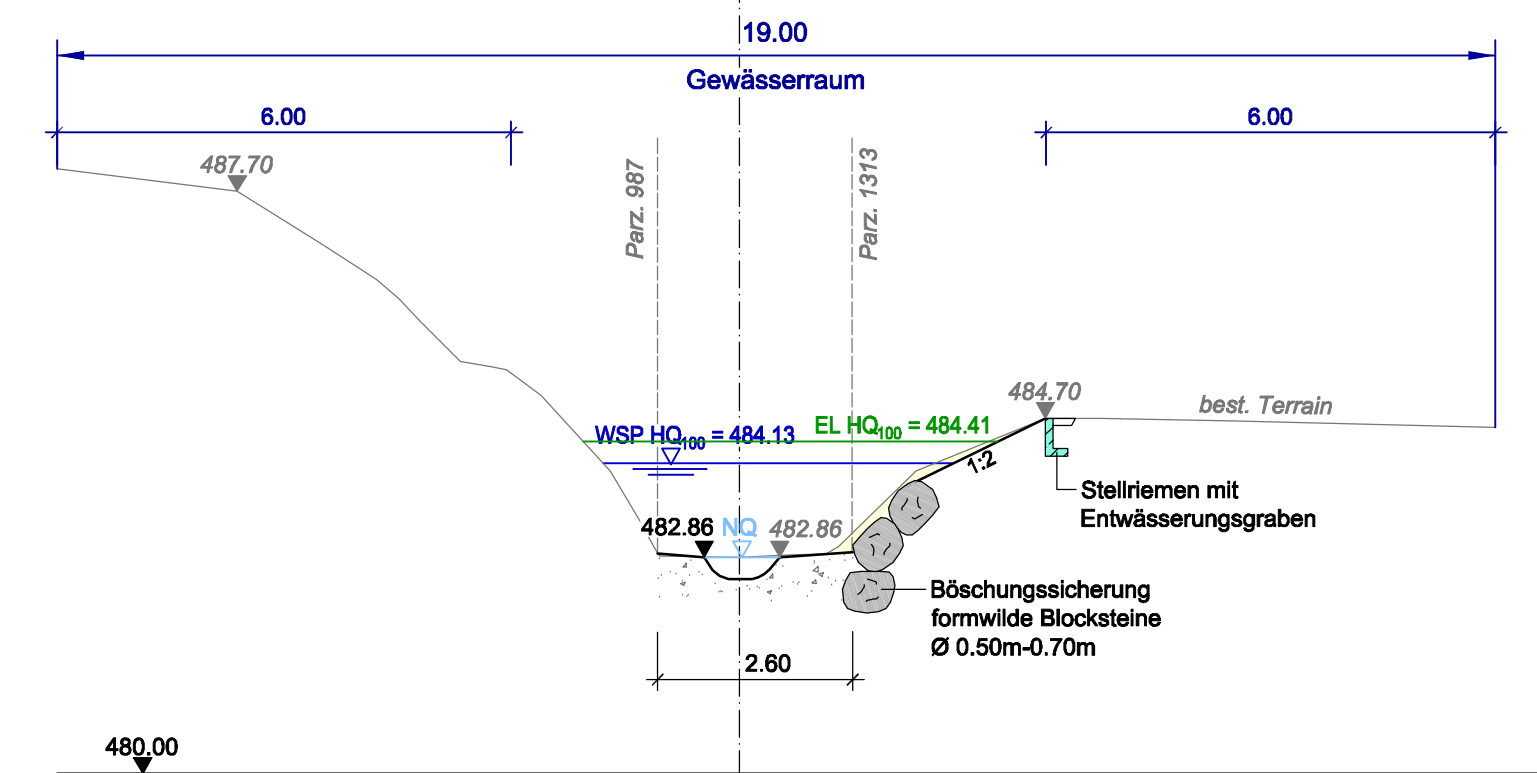 19.00
Gewässerraum
6.00
6.00
487.70
Parz. 987
Parz. 1313
484.70
best. Terrain
WSP HQ100 = 484.13
EL HQ100 = 484.41
1:2
Stellriemen mit
Entwässerungsgraben
482.86
NQ
482.86
Böschungssicherung
formwilde Blocksteine
Ø 0.50m-0.70m
2.60
480.00